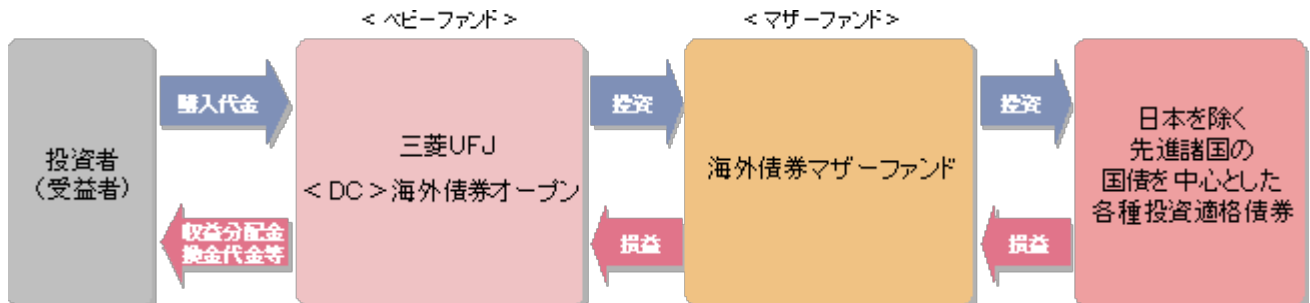 ＜ベビーファンド＞
＜マザーファンド＞
投資者
（受益者）
購入代金
収益分配金
換金代金等
三菱UFJ
＜DC＞海外債券オープン
投資
損益
海外債券マザーファンド
投資
損益
日本を除く
先進諸国の
国債を中心とした
各種投資適格債券